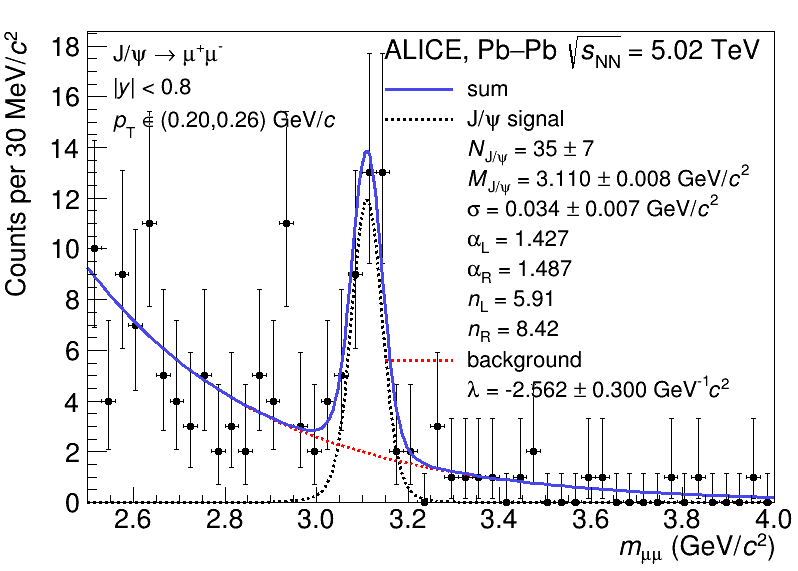 ALICE, Pb–Pb √s_NN = 5.02 TeV
J/ψ → μ⁺μ⁻
|y| < 0.8
p_T ∈ (0.20,0.26) GeV/c
sum
J/ψ signal
N_J/ψ = 35 ± 7
M_J/ψ = 3.110 ± 0.008 GeV/c²
σ = 0.034 ± 0.007 GeV/c²
α_L = 1.427
α_R = 1.487
n_L = 5.91
n_R = 8.42
background
λ = -2.562 ± 0.300 GeV⁻¹c²
Counts per 30 MeV/c²
18
16
14
12
10
8
6
4
2
0
2.6 2.8 3.0 3.2 3.4 3.6 3.8 4.0
m_μμ (GeV/c²)